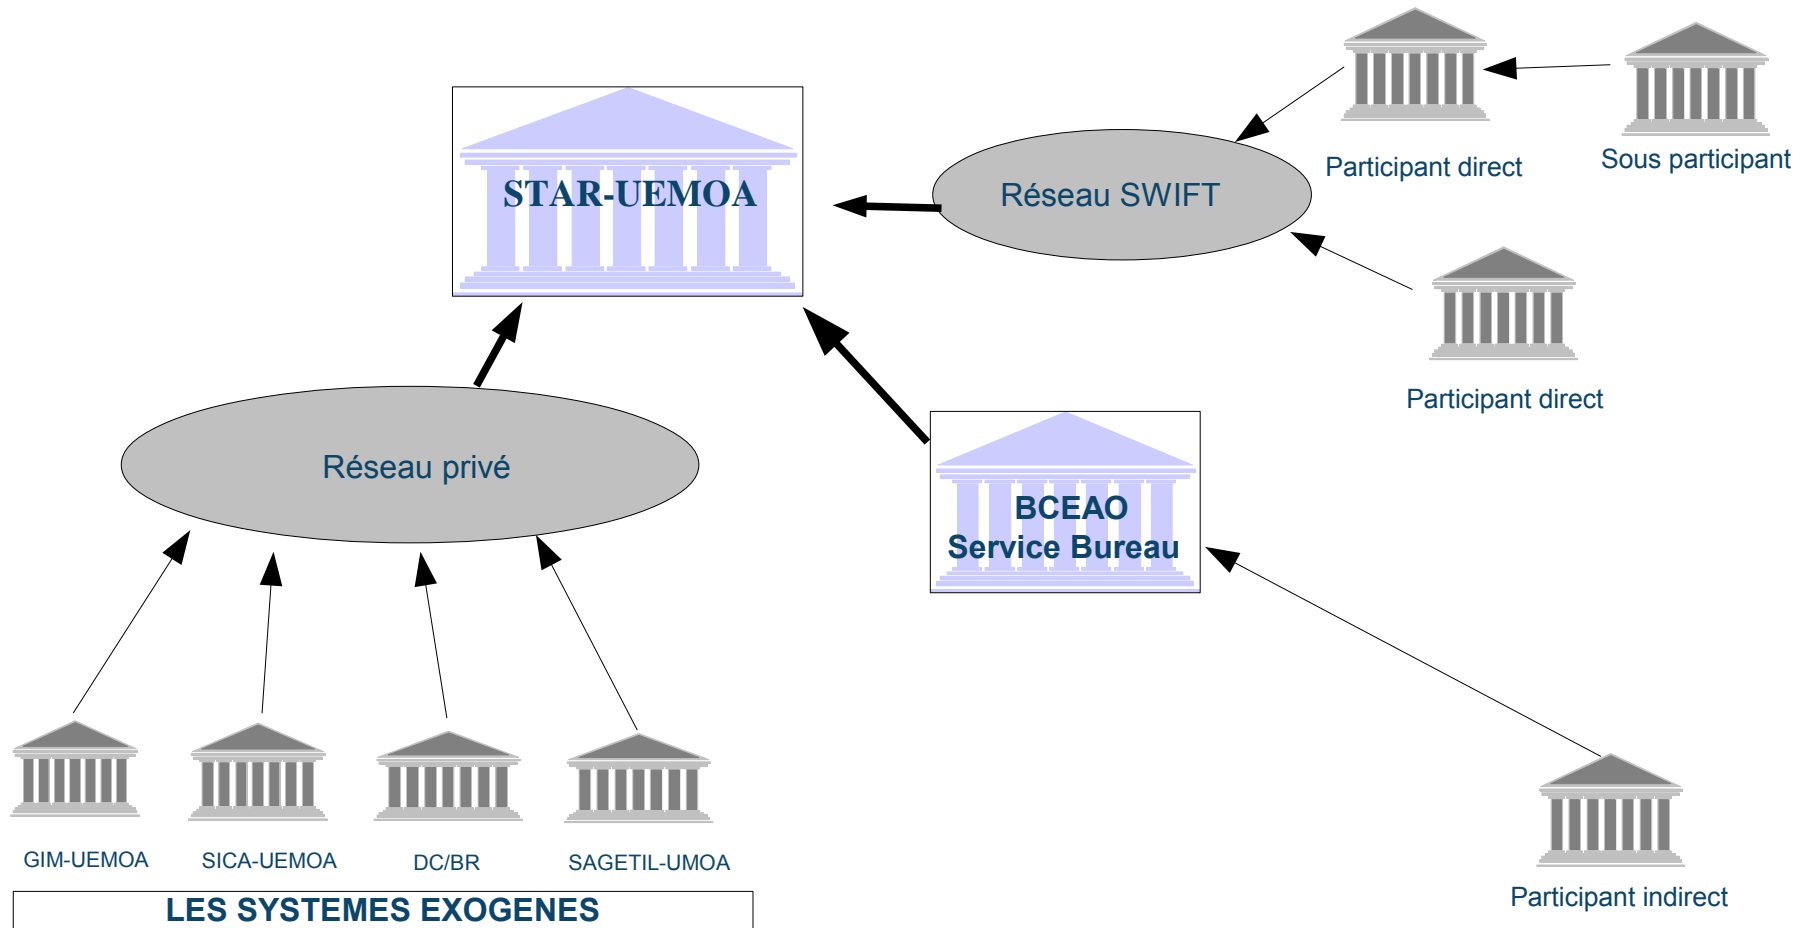 Participant direct
Sous participant
STAR-UEMOA
Réseau SWIFT
Participant direct
Réseau privé
BCEAO
Service Bureau
GIM-UEMOA
SICA-UEMOA
DC/BR
SAGETIL-UMOA
Participant indirect
LES SYSTEMES EXOGENES